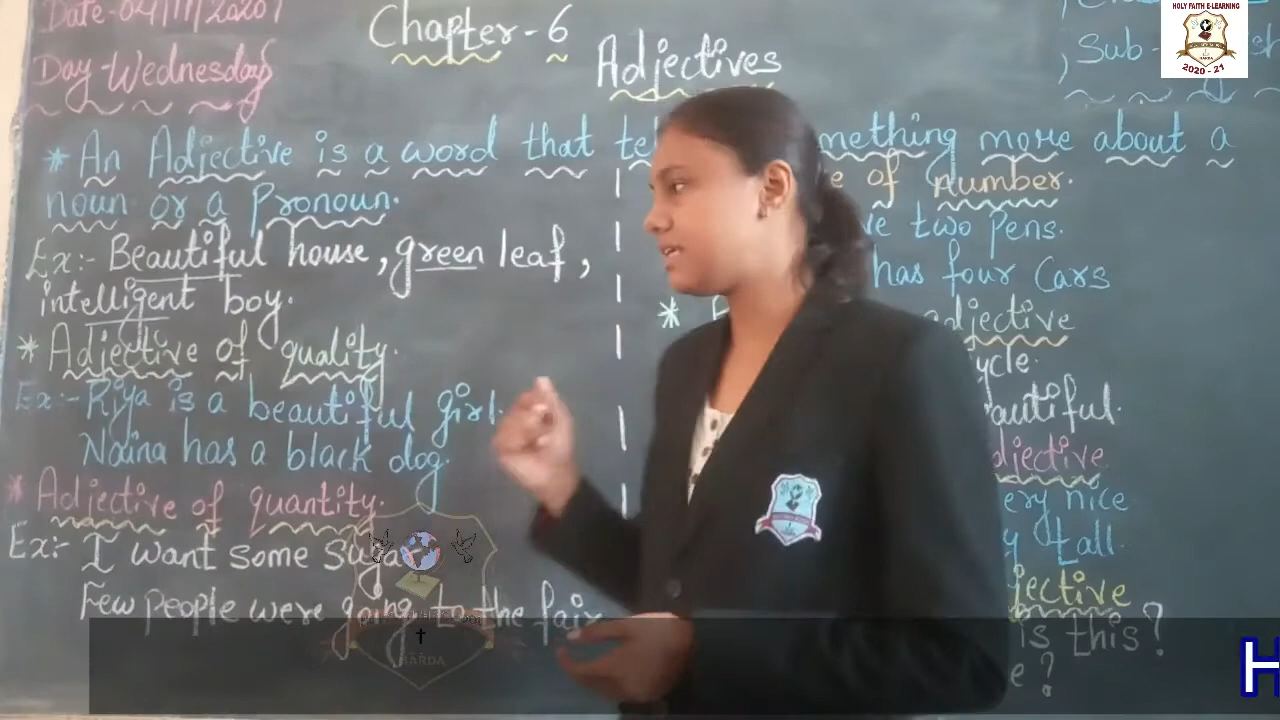 Date-04/11/2020
Day-Wednesday
Chapter-6
Adjectives
Sub-
HOLY FAITH E-LEARNING
2020 - 21
* An Adjective is a word that mething more about a
noun or a Pronoun.
Ex:- Beautiful house, green leaf,
intelligent boy.
* Adjective of quality.
Ex:- Riya is a beautiful girl.
Naina has a black dog.
* Adjective of quantity.
Ex:- I want some Sugar
Few people were going to the fair
of number.
two pens.
has four Cars
*
djective
ycle.
autiful.
djective.
ery nice
y tall.
jective
is this?
e?
HARDA
H